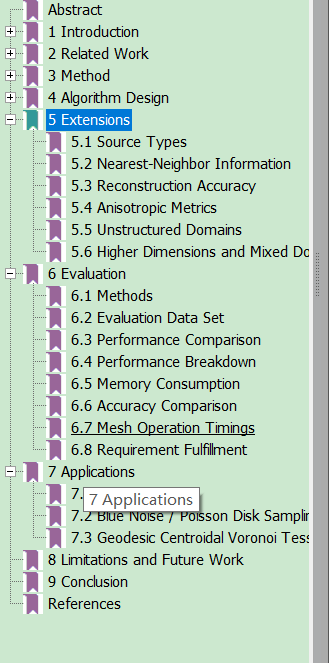 Abstract
1 Introduction
2 Related Work
3 Method
4 Algorithm Design
5 Extensions
5.1 Source Types
5.2 Nearest-Neighbor Information
5.3 Reconstruction Accuracy
5.4 Anisotropic Metrics
5.5 Unstructured Domains
5.6 Higher Dimensions and Mixed Do
6 Evaluation
6.1 Methods
6.2 Evaluation Data Set
6.3 Performance Comparison
6.4 Performance Breakdown
6.5 Memory Consumption
6.6 Accuracy Comparison
6.7 Mesh Operation Timings
6.8 Requirement Fulfillment
7 Applications
7.
7 Applications
7.2 Blue Noise / Poisson Disk Samplin
7.3 Geodesic Centroidal Voronoi Tess
8 Limitations and Future Work
9 Conclusion
References